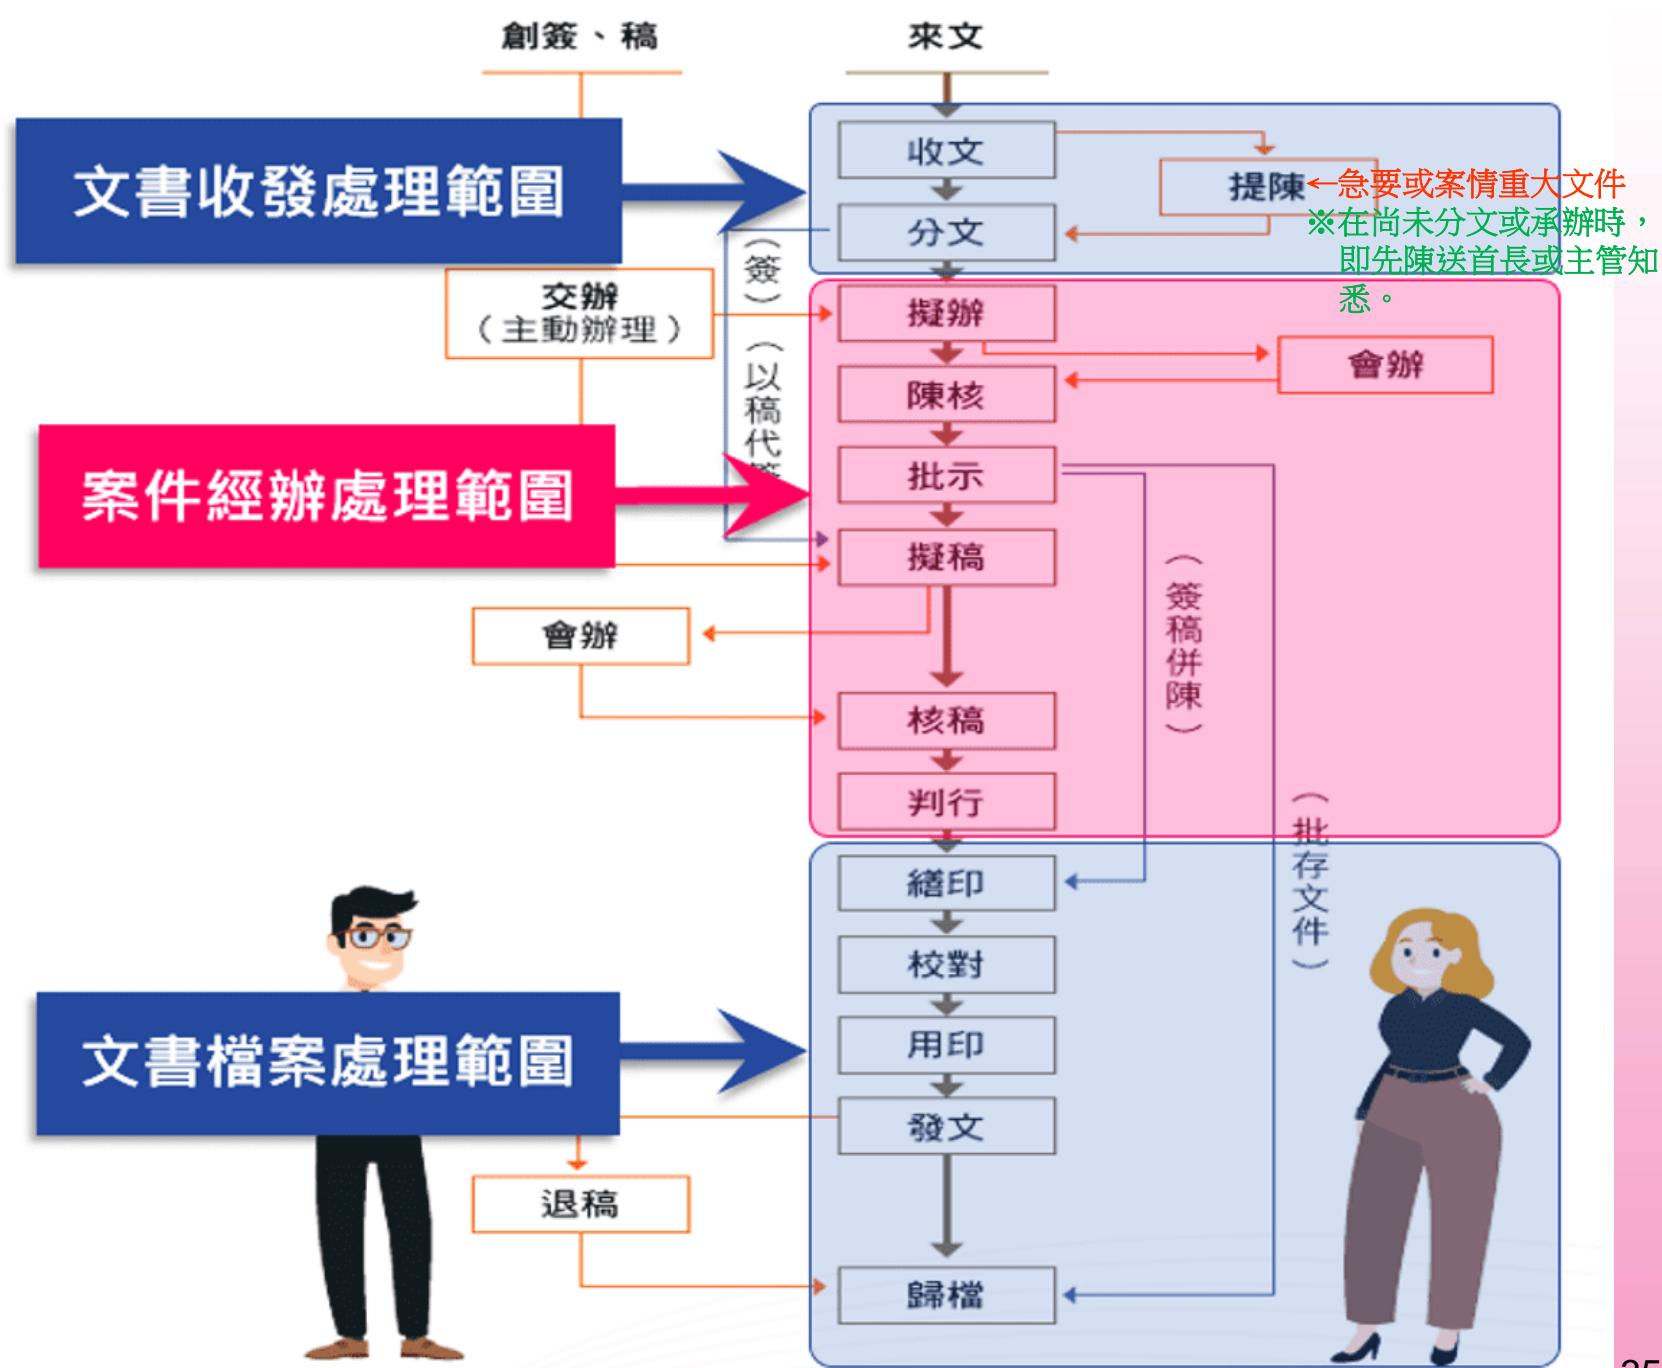 創簽、稿
來文
文書收發處理範圍
收文
提陳
←急要或案情重大文件
※在尚未分文或承辦時，
即先陳送首長或主管知
悉。
分文
（簽）
（以稿代簽
交辦
（主動辦理）
擬辦
會辦
陳核
案件經辦處理範圍
批示
擬稿
（簽稿併陳）
會辦
核稿
判行
（批存文件）
繕印
校對
文書檔案處理範圍
用印
發文
退稿
歸檔